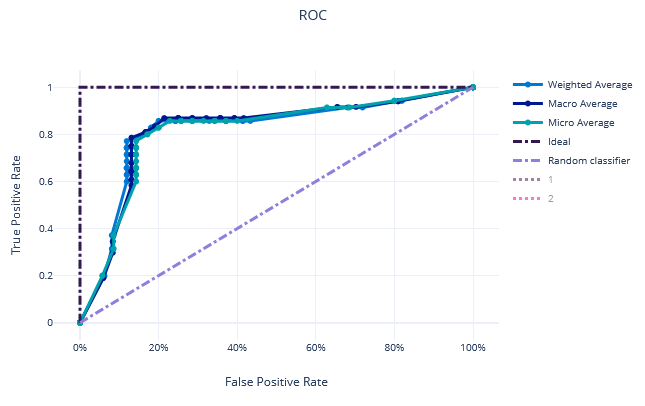 ROC
1
0.8
0.6
0.4
0.2
0
True Positive Rate
0%
20%
40%
60%
80%
100%
False Positive Rate
Weighted Average
Macro Average
Micro Average
Ideal
Random classifier
1
2